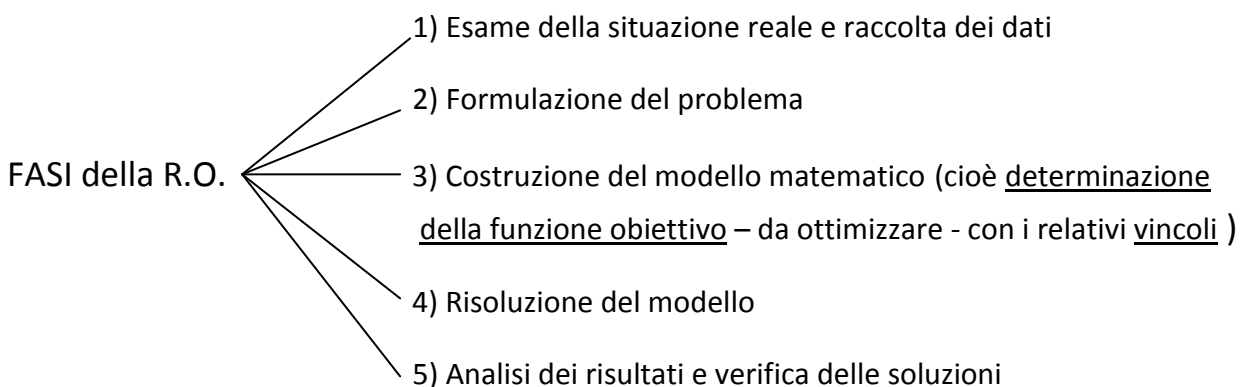 1) Esame della situazione reale e raccolta dei dati
2) Formulazione del problema
FASI della R.O.
3) Costruzione del modello matematico (cioè determinazione
della funzione obiettivo – da ottimizzare - con i relativi vincoli )
4) Risoluzione del modello
5) Analisi dei risultati e verifica delle soluzioni